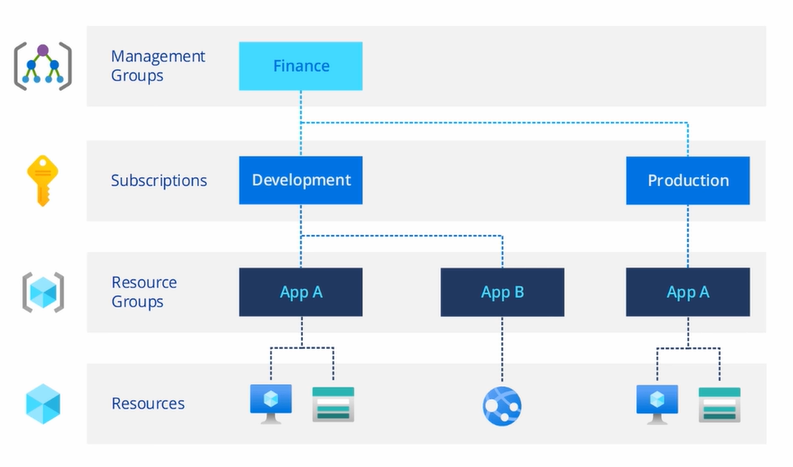 Management
Groups
Finance
Subscriptions
Development
Production
Resource
Groups
App A
App B
App A
Resources